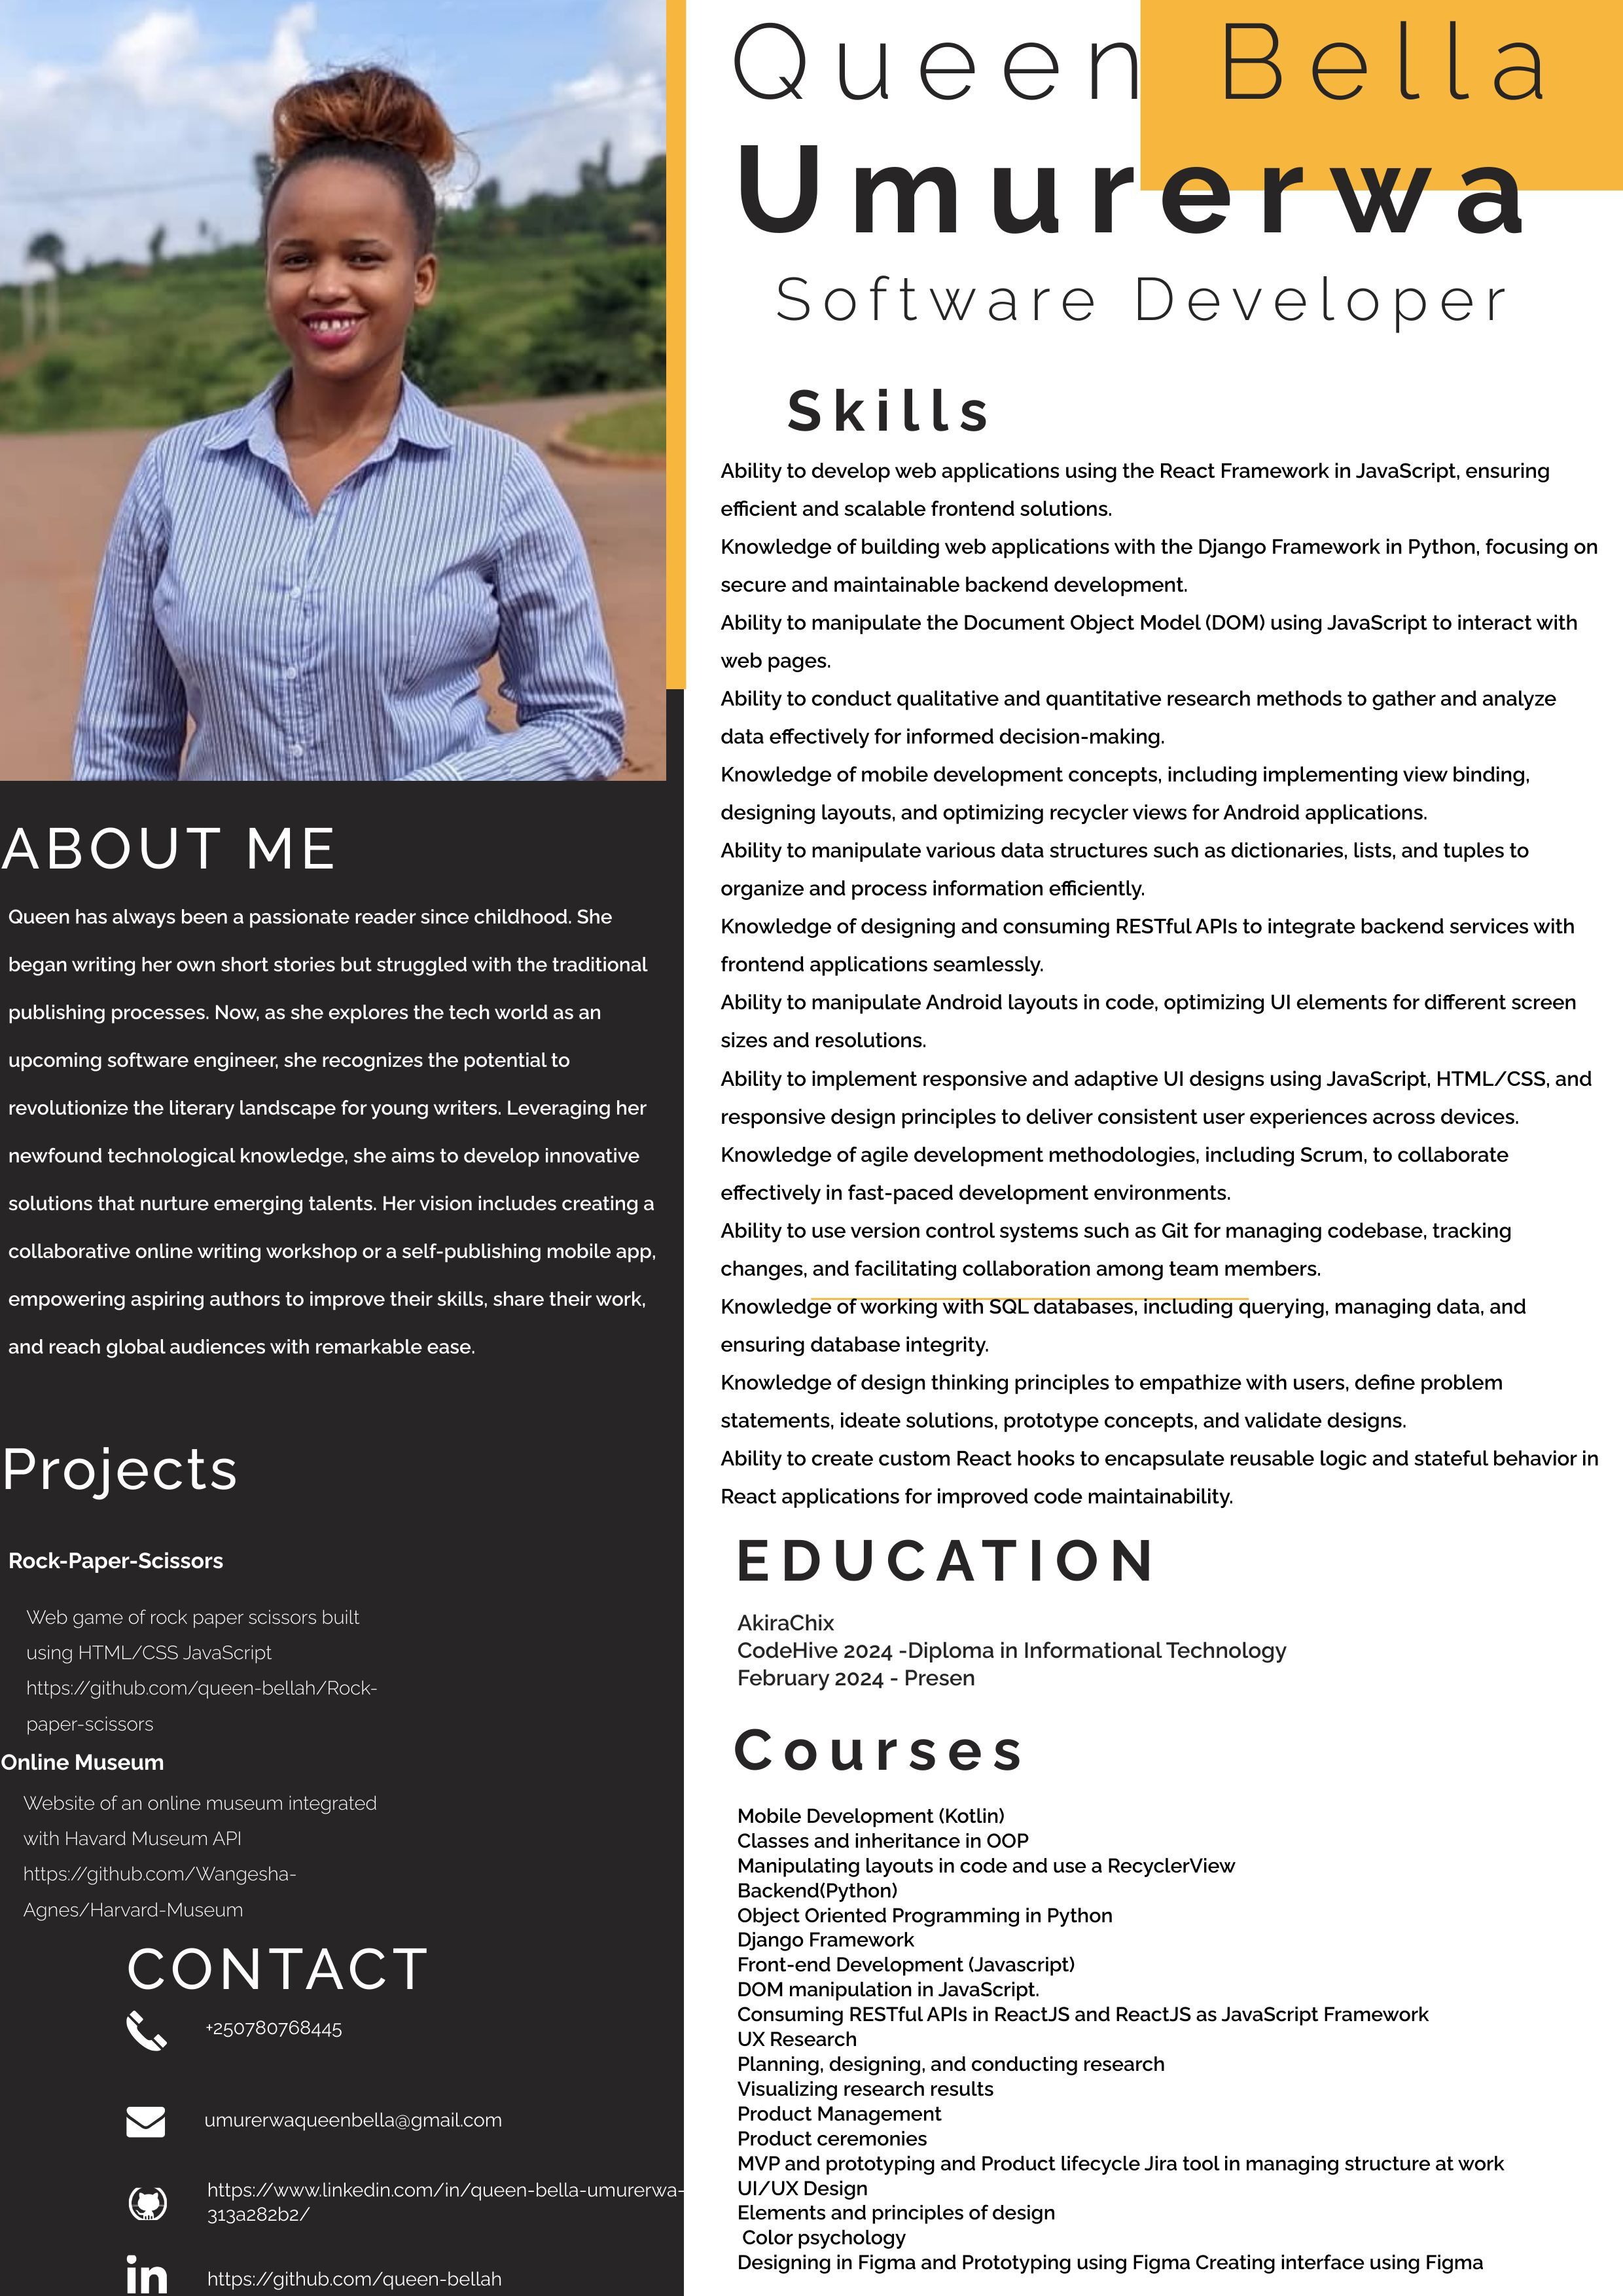 Queen Bella
Umurerwa
Software Developer
Skills
Ability to develop web applications using the React Framework in JavaScript, ensuring
efficient and scalable frontend solutions.
Knowledge of building web applications with the Django Framework in Python, focusing on
secure and maintainable backend development.
Ability to manipulate the Document Object Model (DOM) using JavaScript to interact with
web pages.
Ability to conduct qualitative and quantitative research methods to gather and analyze
data effectively for informed decision-making.
Knowledge of mobile development concepts, including implementing view binding,
designing layouts, and optimizing recycler views for Android applications.
Ability to manipulate various data structures such as dictionaries, lists, and tuples to
organize and process information efficiently.
Knowledge of designing and consuming RESTful APIs to integrate backend services with
frontend applications seamlessly.
Ability to manipulate Android layouts in code, optimizing UI elements for different screen
sizes and resolutions.
Ability to implement responsive and adaptive UI designs using JavaScript, HTML/CSS, and
responsive design principles to deliver consistent user experiences across devices.
Knowledge of agile development methodologies, including Scrum, to collaborate
effectively in fast-paced development environments.
Ability to use version control systems such as Git for managing codebase, tracking
changes, and facilitating collaboration among team members.
Knowledge of working with SQL databases, including querying, managing data, and
ensuring database integrity.
Knowledge of design thinking principles to empathize with users, define problem
statements, ideate solutions, prototype concepts, and validate designs.
Ability to create custom React hooks to encapsulate reusable logic and stateful behavior in
React applications for improved code maintainability.
EDUCATION
AkiraChix
CodeHive 2024 -Diploma in Informational Technology
February 2024 - Presen
Courses
Mobile Development (Kotlin)
Classes and inheritance in OOP
Manipulating layouts in code and use a RecyclerView
Backend(Python)
Object Oriented Programming in Python
Django Framework
Front-end Development (Javascript)
DOM manipulation in JavaScript.
Consuming RESTful APIs in ReactJS and ReactJS as JavaScript Framework
UX Research
Planning, designing, and conducting research
Visualizing research results
Product Management
Product ceremonies
MVP and prototyping and Product lifecycle Jira tool in managing structure at work
UI/UX Design
Elements and principles of design
Color psychology
Designing in Figma and Prototyping using Figma Creating interface using Figma
ABOUT ME
Queen has always been a passionate reader since childhood. She
began writing her own short stories but struggled with the traditional
publishing processes. Now, as she explores the tech world as an
upcoming software engineer, she recognizes the potential to
revolutionize the literary landscape for young writers. Leveraging her
newfound technological knowledge, she aims to develop innovative
solutions that nurture emerging talents. Her vision includes creating a
collaborative online writing workshop or a self-publishing mobile app,
empowering aspiring authors to improve their skills, share their work,
and reach global audiences with remarkable ease.
Projects
Rock-Paper-Scissors
Web game of rock paper scissors built
using HTML/CSS JavaScript
https://github.com/queen-bellah/Rock-
paper-scissors
Online Museum
Website of an online museum integrated
with Havard Museum API
https://github.com/Wangesha-
Agnes/Harvard-Museum
CONTACT
+250780768445
umurerwaqueenbella@gmail.com
https://www.linkedin.com/in/queen-bella-umurerwa-
313a282b2/
in
https://github.com/queen-bellah